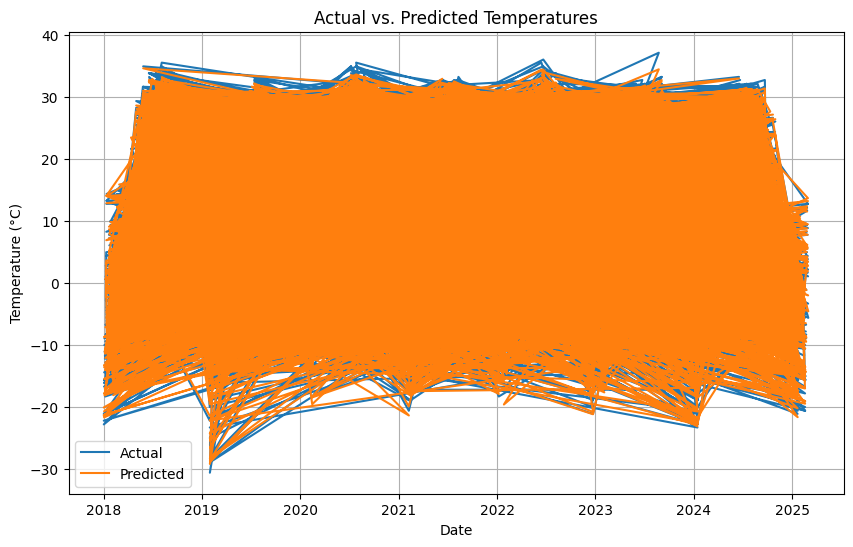 Actual vs. Predicted Temperatures
Temperature (°C)
40
30
20
10
0
−10
−20
−30
Actual
Predicted
2018 2019 2020 2021 2022 2023 2024 2025
Date